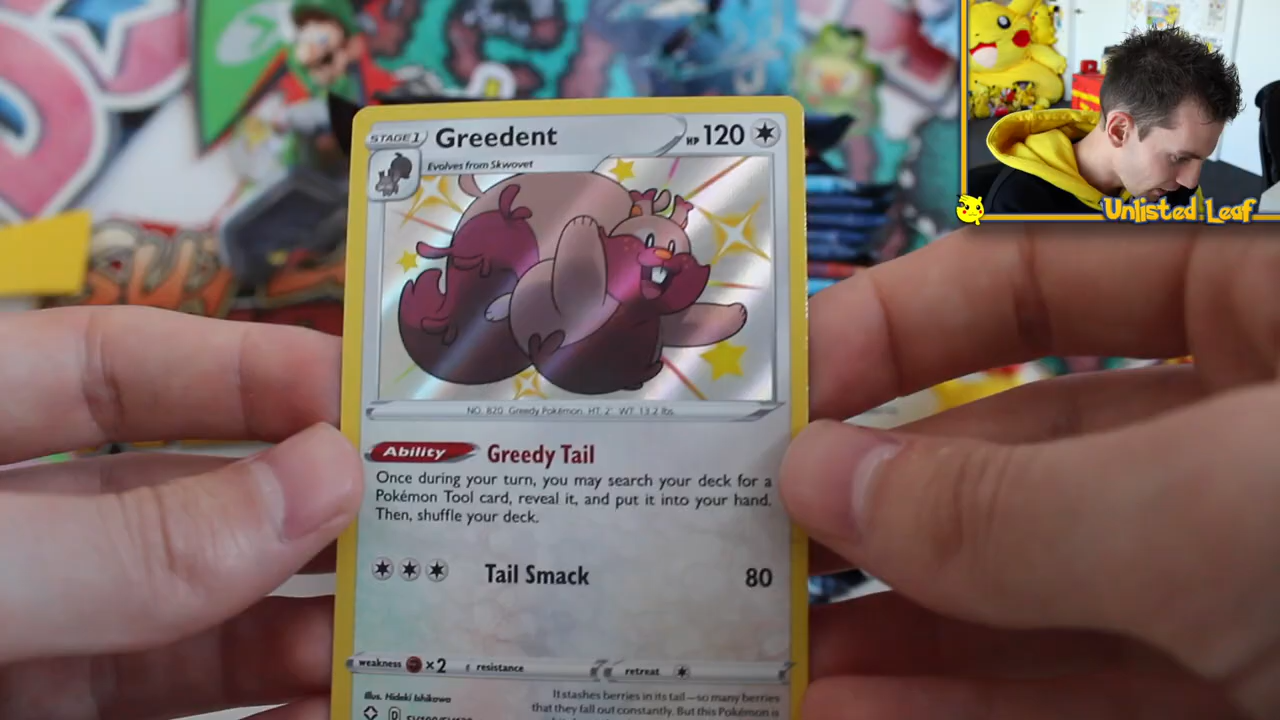 STAGE 1
Greedent
HP 120
Evolves from Skwovet
NO. 820 Greedy Pokémon HT: 2' WT: 13.2 lbs.
Ability Greedy Tail
Once during your turn, you may search your deck for a
Pokémon Tool card, reveal it, and put it into your hand.
Then, shuffle your deck.
Tail Smack 80
weakness ×2 resistance retreat
Illus. Hideki Ishikawa
It stashes berries in its tail—so many berries
that they fall out constantly. But this Pokémon is
D
Unlisted Leaf